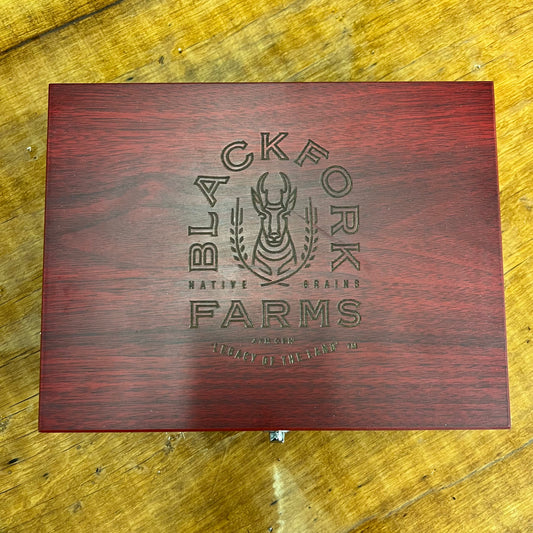 BLACKFORK
NATIVE GRAINS
FARMS
LEGACY OF THE LAND